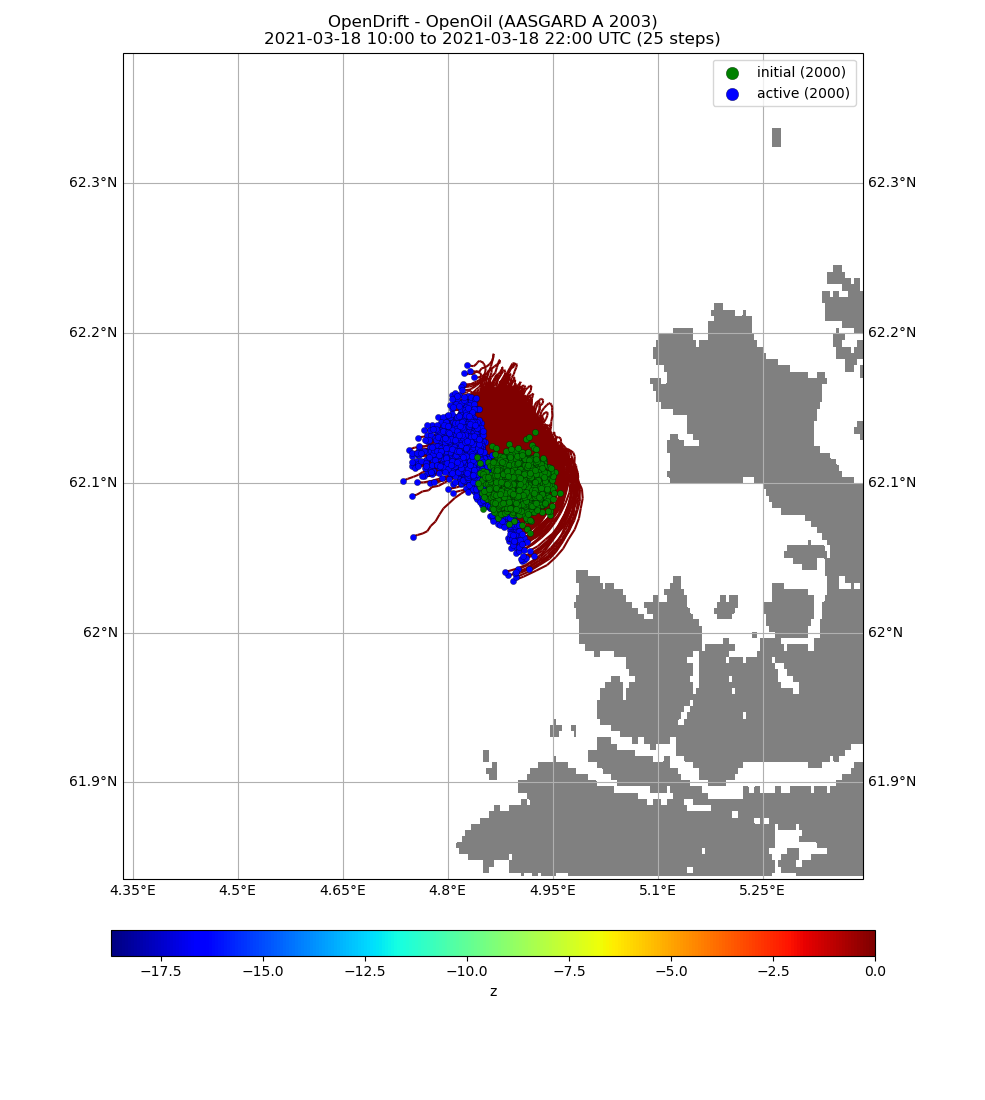 OpenDrift - OpenOil (AASGARD A 2003)
2021-03-18 10:00 to 2021-03-18 22:00 UTC (25 steps)
initial (2000)
active (2000)
62.3°N 62.3°N
62.2°N 62.2°N
62.1°N 62.1°N
62°N 62°N
61.9°N 61.9°N
4.35°E 4.5°E 4.65°E 4.8°E 4.95°E 5.1°E 5.25°E
−17.5 −15.0 −12.5 −10.0 −7.5 −5.0 −2.5 0.0
z